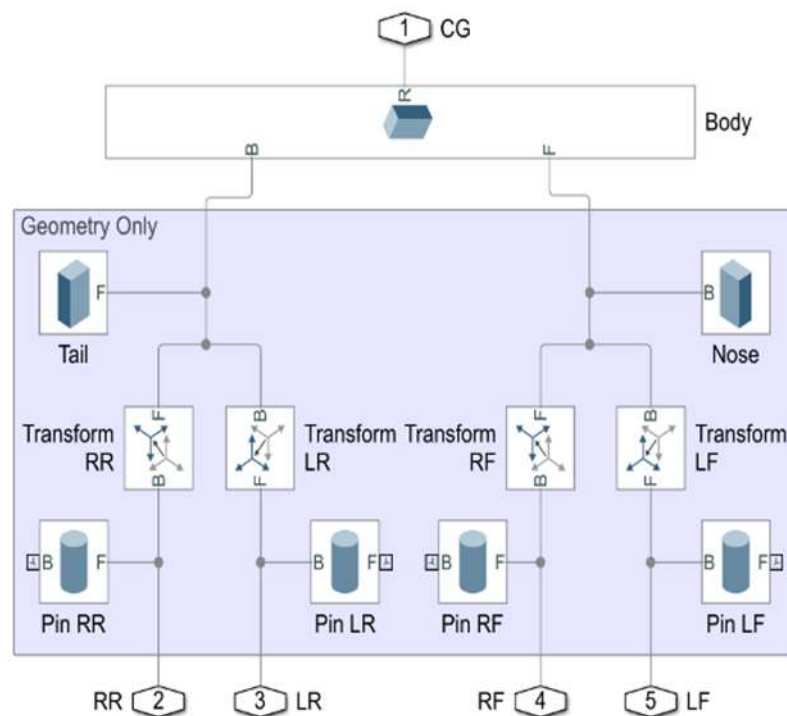 1 CG
R
Body
B F
Geometry Only
F B
Tail Nose
F B F B
Transform RR Transform LR Transform RF Transform LF
B F B F
B F B F B F B F
Pin RR Pin LR Pin RF Pin LF
RR 2 3 LR RF 4 5 LF